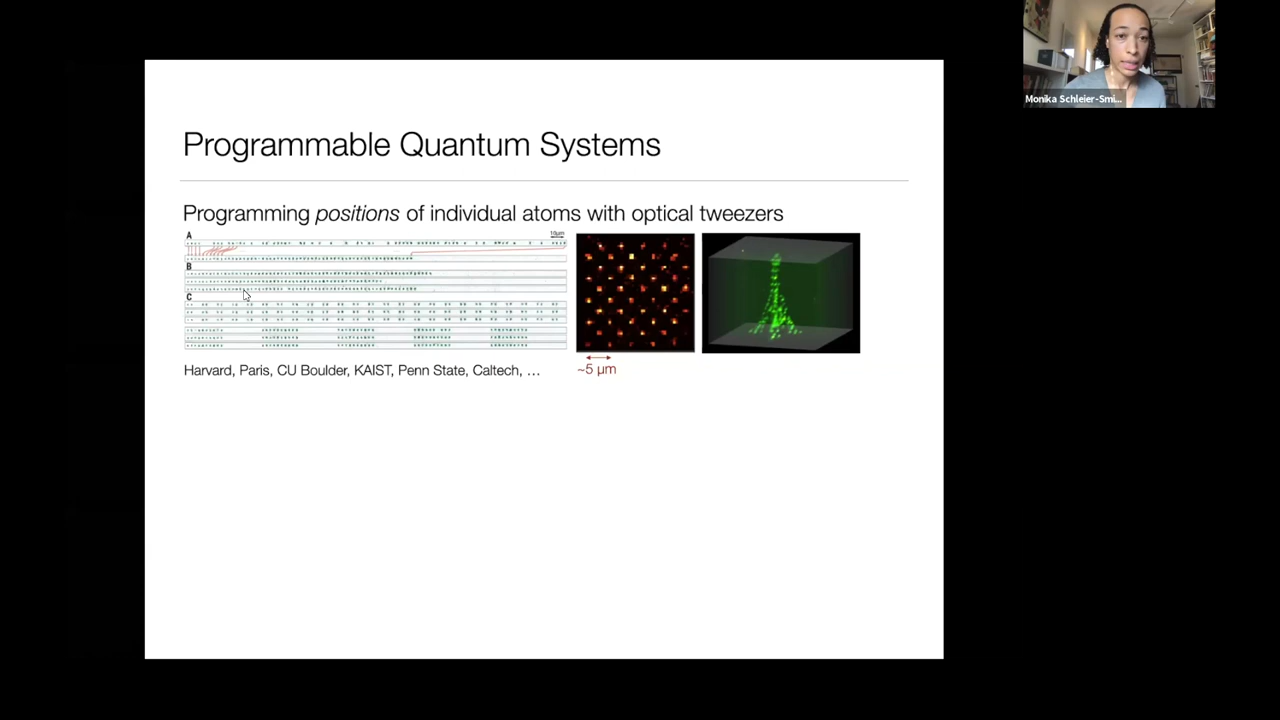 Monika Schleier-Smi...
Programmable Quantum Systems
Programming positions of individual atoms with optical tweezers
A
10μm
B
C
Harvard, Paris, CU Boulder, KAIST, Penn State, Caltech, ...
~5 μm